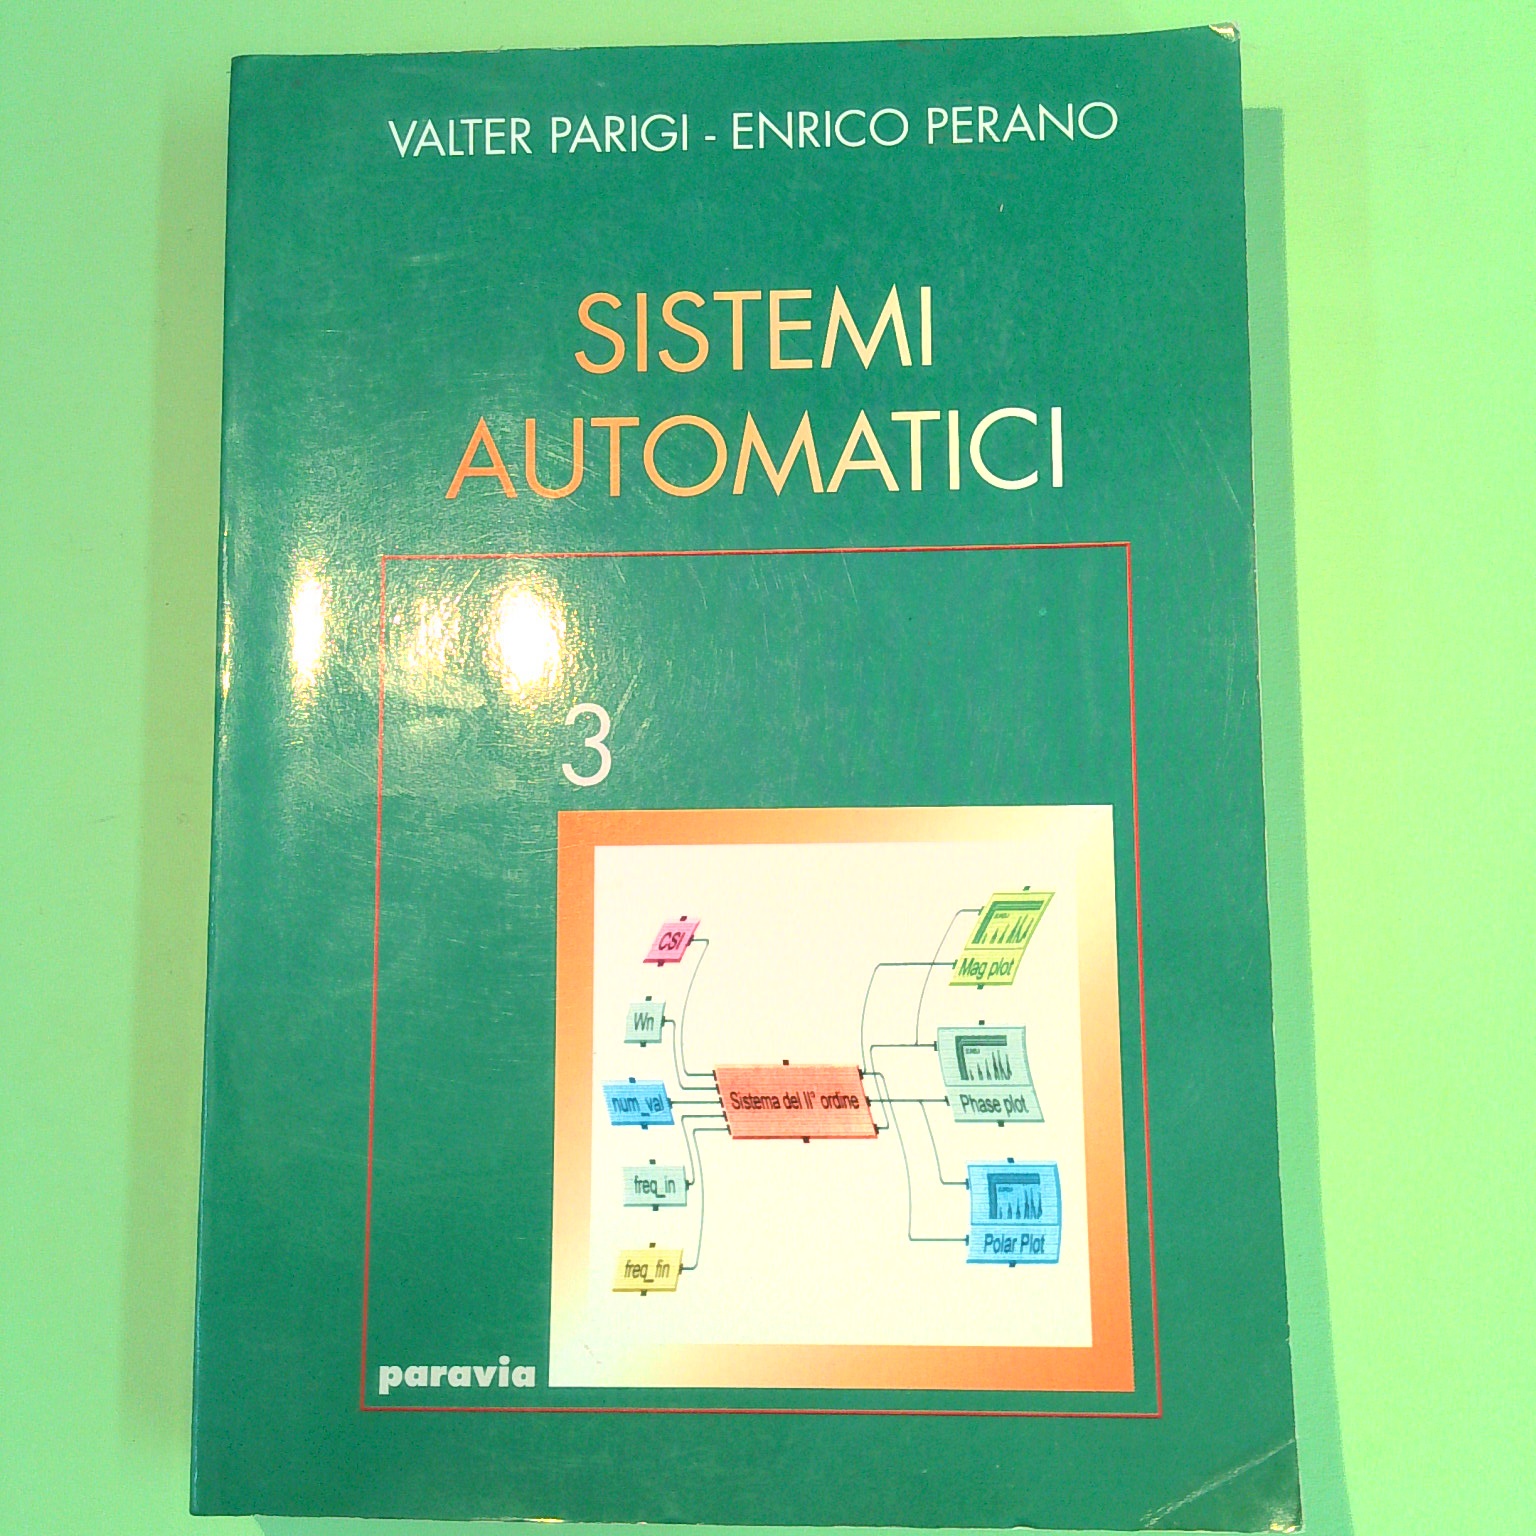 VALTER PARIGI - ENRICO PERANO
SISTEMI
AUTOMATICI
3
CSI
Wn
num_val
freq_in
freq_fin
Sistema del II° ordine
Mag plot
Phase plot
Polar Plot
paravia